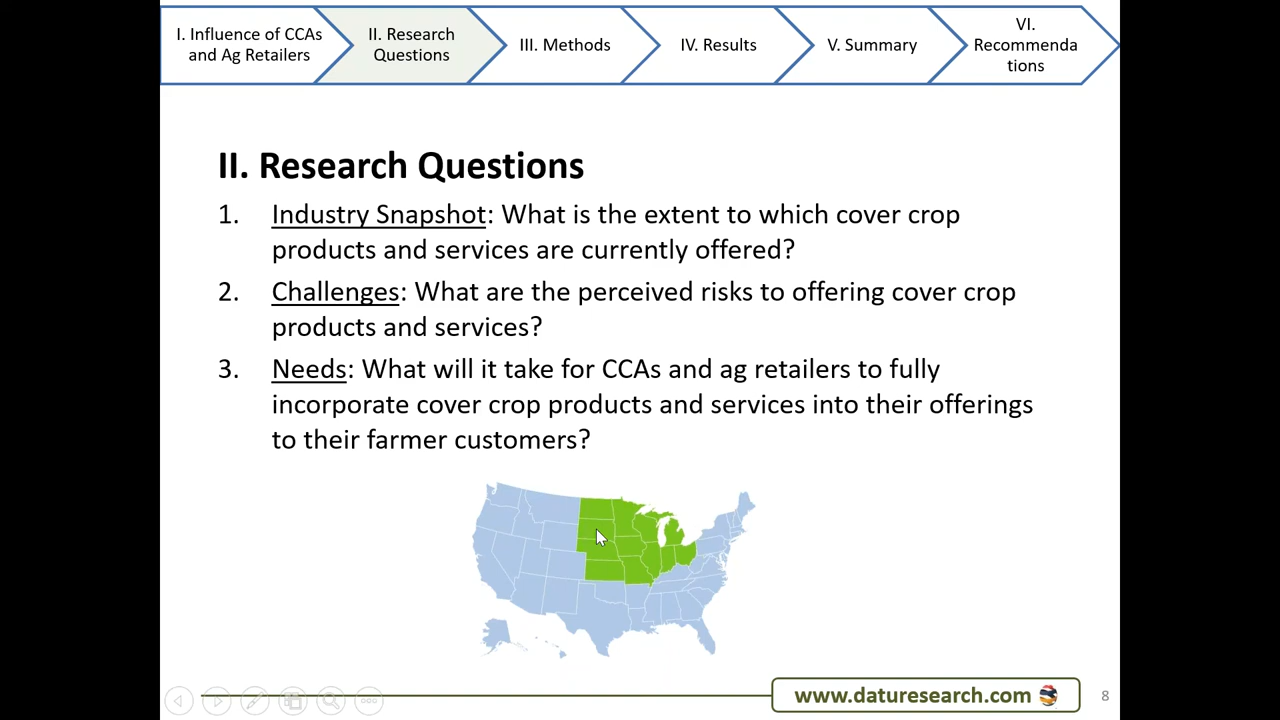 I. Influence of CCAs
and Ag Retailers
II. Research
Questions
III. Methods
IV. Results
V. Summary
VI.
Recommenda
tions
II. Research Questions
1. Industry Snapshot: What is the extent to which cover crop
products and services are currently offered?
2. Challenges: What are the perceived risks to offering cover crop
products and services?
3. Needs: What will it take for CCAs and ag retailers to fully
incorporate cover crop products and services into their offerings
to their farmer customers?
www.daturesearch.com
8